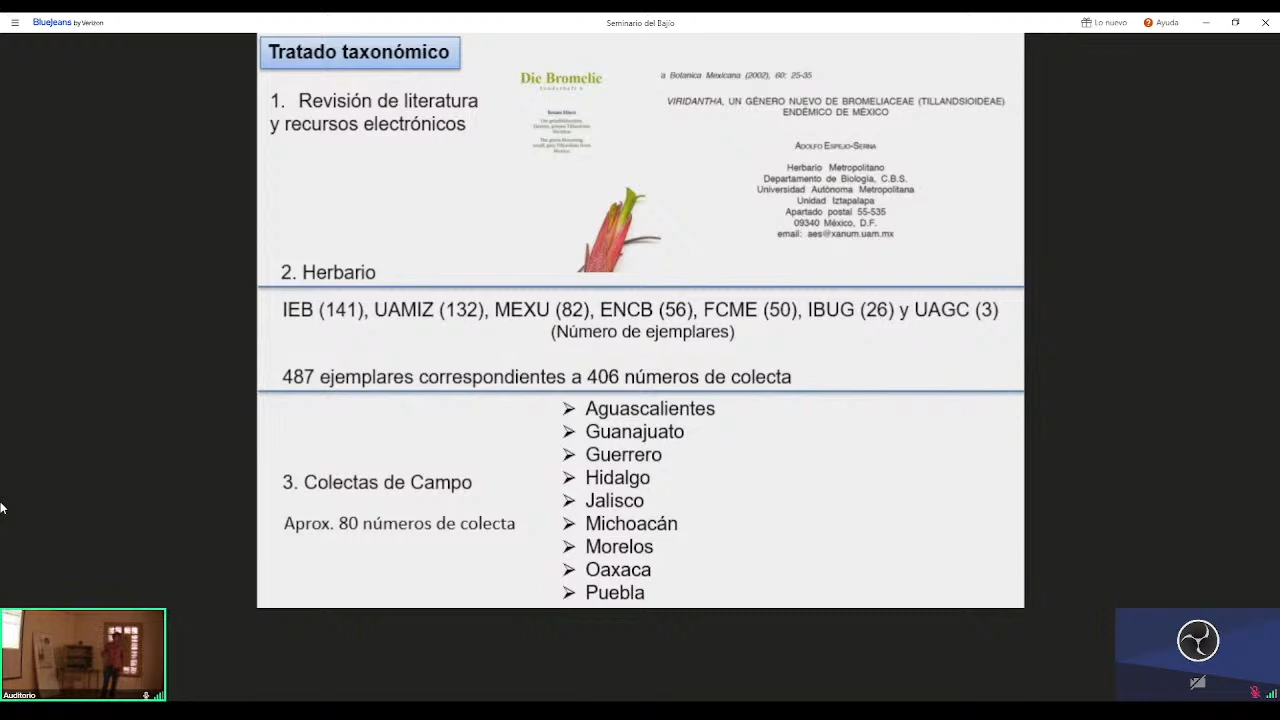 BlueJeans by Verizon
Seminario del Bajío
Lo nuevo
Ayuda
Tratado taxonómico
1. Revisión de literatura
y recursos electrónicos
Die Bromelie
a Botanica Mexicana (2002), 60: 25-35
VIRIDANTHA, UN GÉNERO NUEVO DE BROMELIACEAE (TILLANDSIOIDEAE)
ENDÉMICO DE MÉXICO
ADOLFO ESPEJO-SERNA
Herbario Metropolitano
Departamento de Biología, C.B.S.
Universidad Autónoma Metropolitana
Unidad Iztapalapa
Apartado postal 55-535
09340 México, D.F.
email: aes@xanum.uam.mx
2. Herbario
IEB (141), UAMIZ (132), MEXU (82), ENCB (56), FCME (50), IBUG (26) y UAGC (3)
(Número de ejemplares)
487 ejemplares correspondientes a 406 números de colecta
3. Colectas de Campo
Aprox. 80 números de colecta
➢ Aguascalientes
➢ Guanajuato
➢ Guerrero
➢ Hidalgo
➢ Jalisco
➢ Michoacán
➢ Morelos
➢ Oaxaca
➢ Puebla
Auditorio